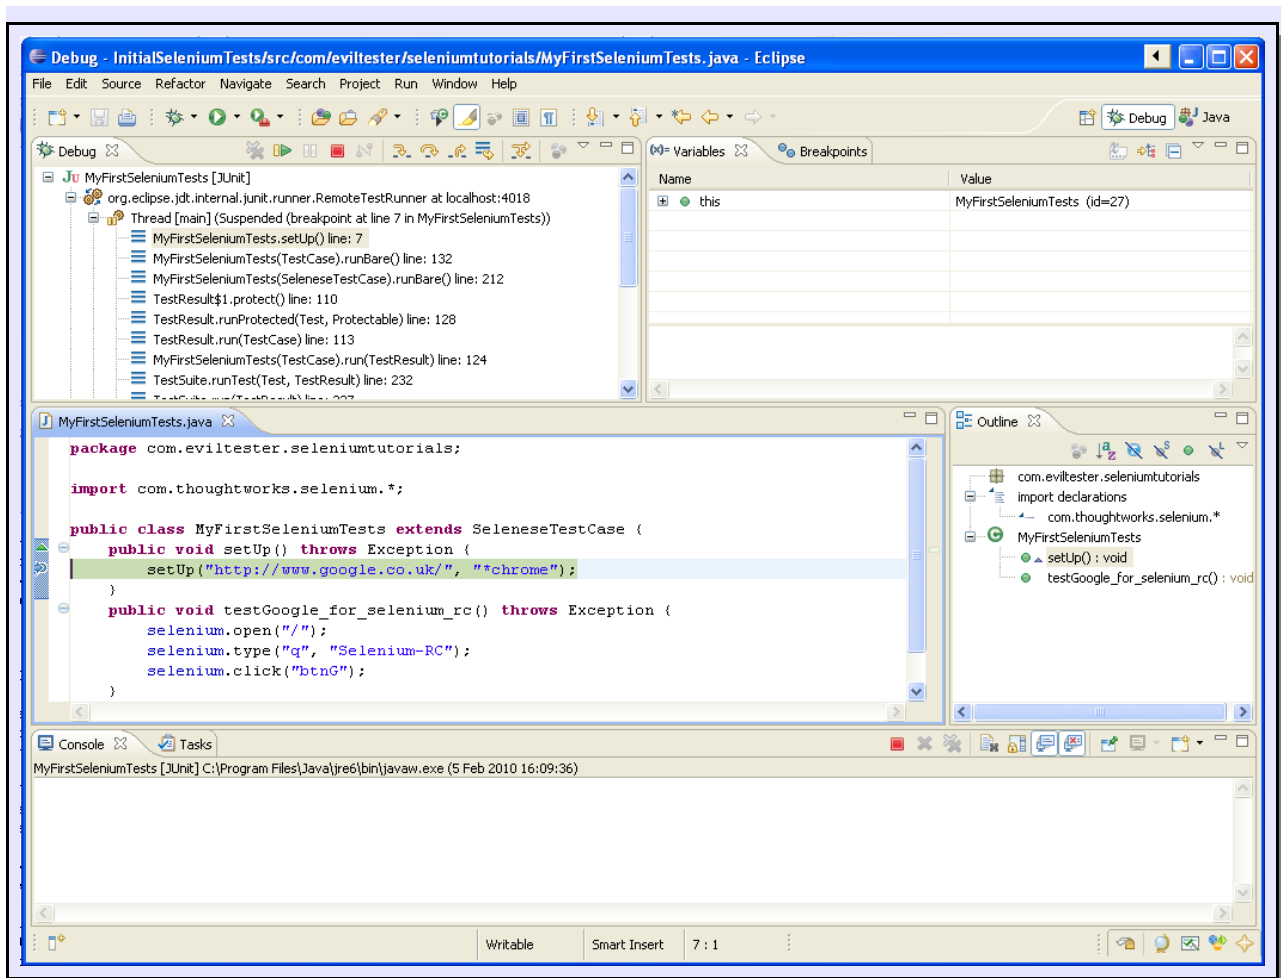 Debug - InitialSeleniumTests/src/com/eviltester/seleniumtutorials/MyFirstSeleniumTests.java - Eclipse
File Edit Source Refactor Navigate Search Project Run Window Help
Debug Java
Debug
MyFirstSeleniumTests [JUnit]
org.eclipse.jdt.internal.junit.runner.RemoteTestRunner at localhost:4018
Thread [main] (Suspended (breakpoint at line 7 in MyFirstSeleniumTests))
MyFirstSeleniumTests.setUp() line: 7
MyFirstSeleniumTests(TestCase).runBare() line: 132
MyFirstSeleniumTests(SeleneseTestCase).runBare() line: 212
TestResult$1.protect() line: 110
TestResult.runProtected(Test, Protectable) line: 128
TestResult.run(TestCase) line: 113
MyFirstSeleniumTests(TestCase).run(TestResult) line: 124
TestSuite.runTest(Test, TestResult) line: 232
(x)= Variables Breakpoints
Name Value
this MyFirstSeleniumTests (id=27)
MyFirstSeleniumTests.java
package com.eviltester.seleniumtutorials;
import com.thoughtworks.selenium.*;
public class MyFirstSeleniumTests extends SeleneseTestCase {
public void setUp() throws Exception {
setUp("http://www.google.co.uk/", "*chrome");
}
public void testGoogle_for_selenium_rc() throws Exception {
selenium.open("/");
selenium.type("q", "Selenium-RC");
selenium.click("btnG");
}
Outline
com.eviltester.seleniumtutorials
import declarations
com.thoughtworks.selenium.*
MyFirstSeleniumTests
setUp() : void
testGoogle_for_selenium_rc() : void
Console Tasks
MyFirstSeleniumTests [JUnit] C:\Program Files\Java\jre6\bin\javaw.exe (5 Feb 2010 16:09:36)
Writable Smart Insert 7 : 1